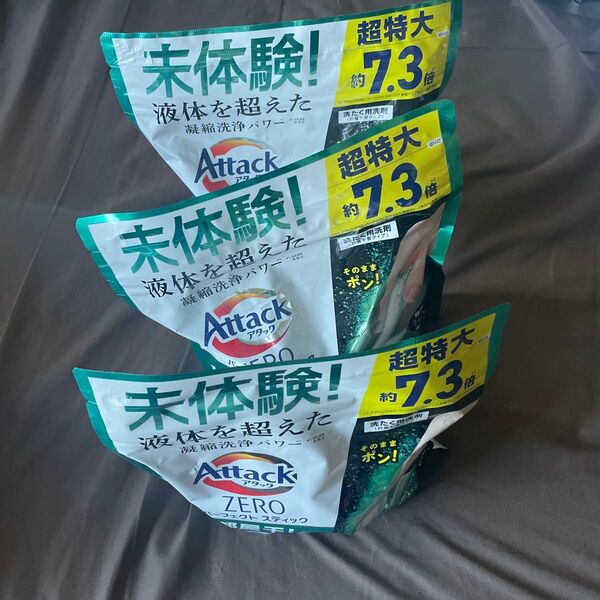 未体験!
液体を超えた
凝縮洗浄パワー
Attack
アタック
超特大
約7.3倍
洗たく用洗剤
未体験!
液体を超えた
凝縮洗浄パワー
Attack
アタック
ZERO
超特大
約7.3倍
洗たく用洗剤
そのまま
ポン!
未体験!
液体を超えた
凝縮洗浄パワー
Attack
アタック
ZERO
パーフェクト スティック
超特大
約7.3倍
洗たく用洗剤
そのまま
ポン!